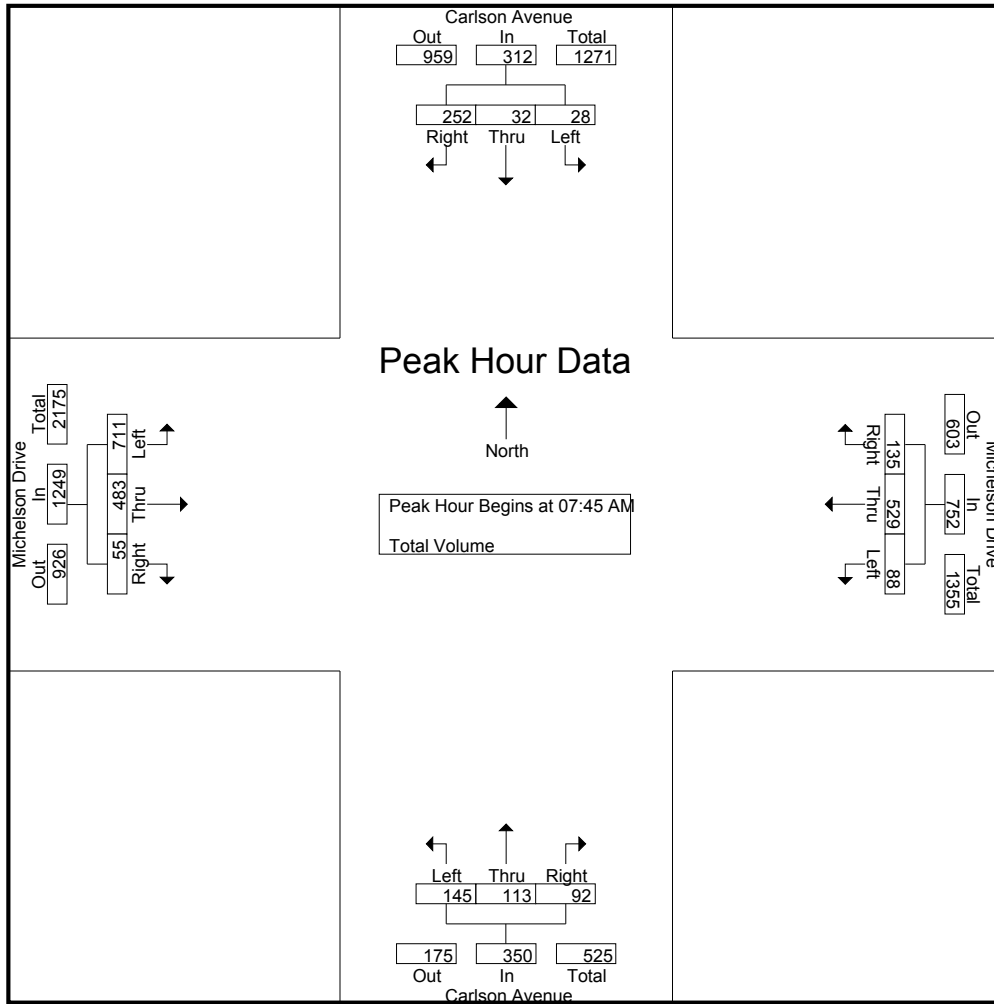 Carlson Avenue
Out In Total
959 312 1271
252 32 28
Right Thru Left
Peak Hour Data
North
Peak Hour Begins at 07:45 AM
Total Volume
Michelson Drive
Out In Total
926 1249 2175
55 483 711
Right Thru Left
Michelson Drive
Out In Total
603 752 1355
135 529 88
Right Thru Left
Left Thru Right
145 113 92
175 350 525
Out In Total
Carlson Avenue